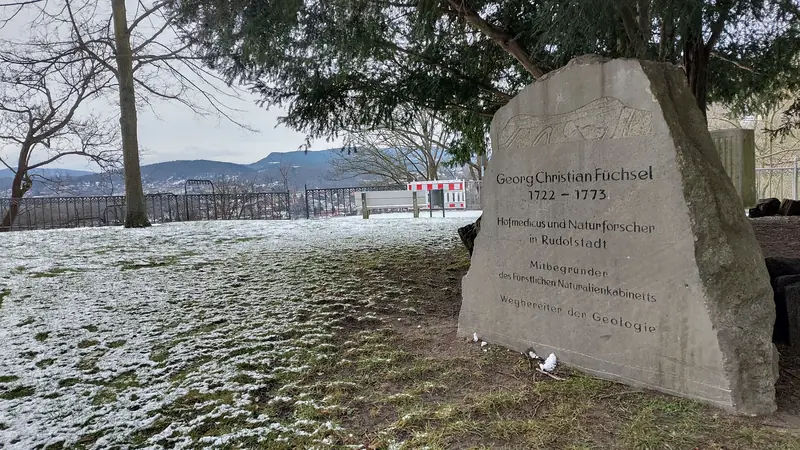 Georg Christian Füchsel
1722 – 1773
Hofmedicus und Naturforscher
in Rudolstadt
Mitbegründer
des Fürstlichen Naturalienkabinetts
Wegbereiter der Geologie